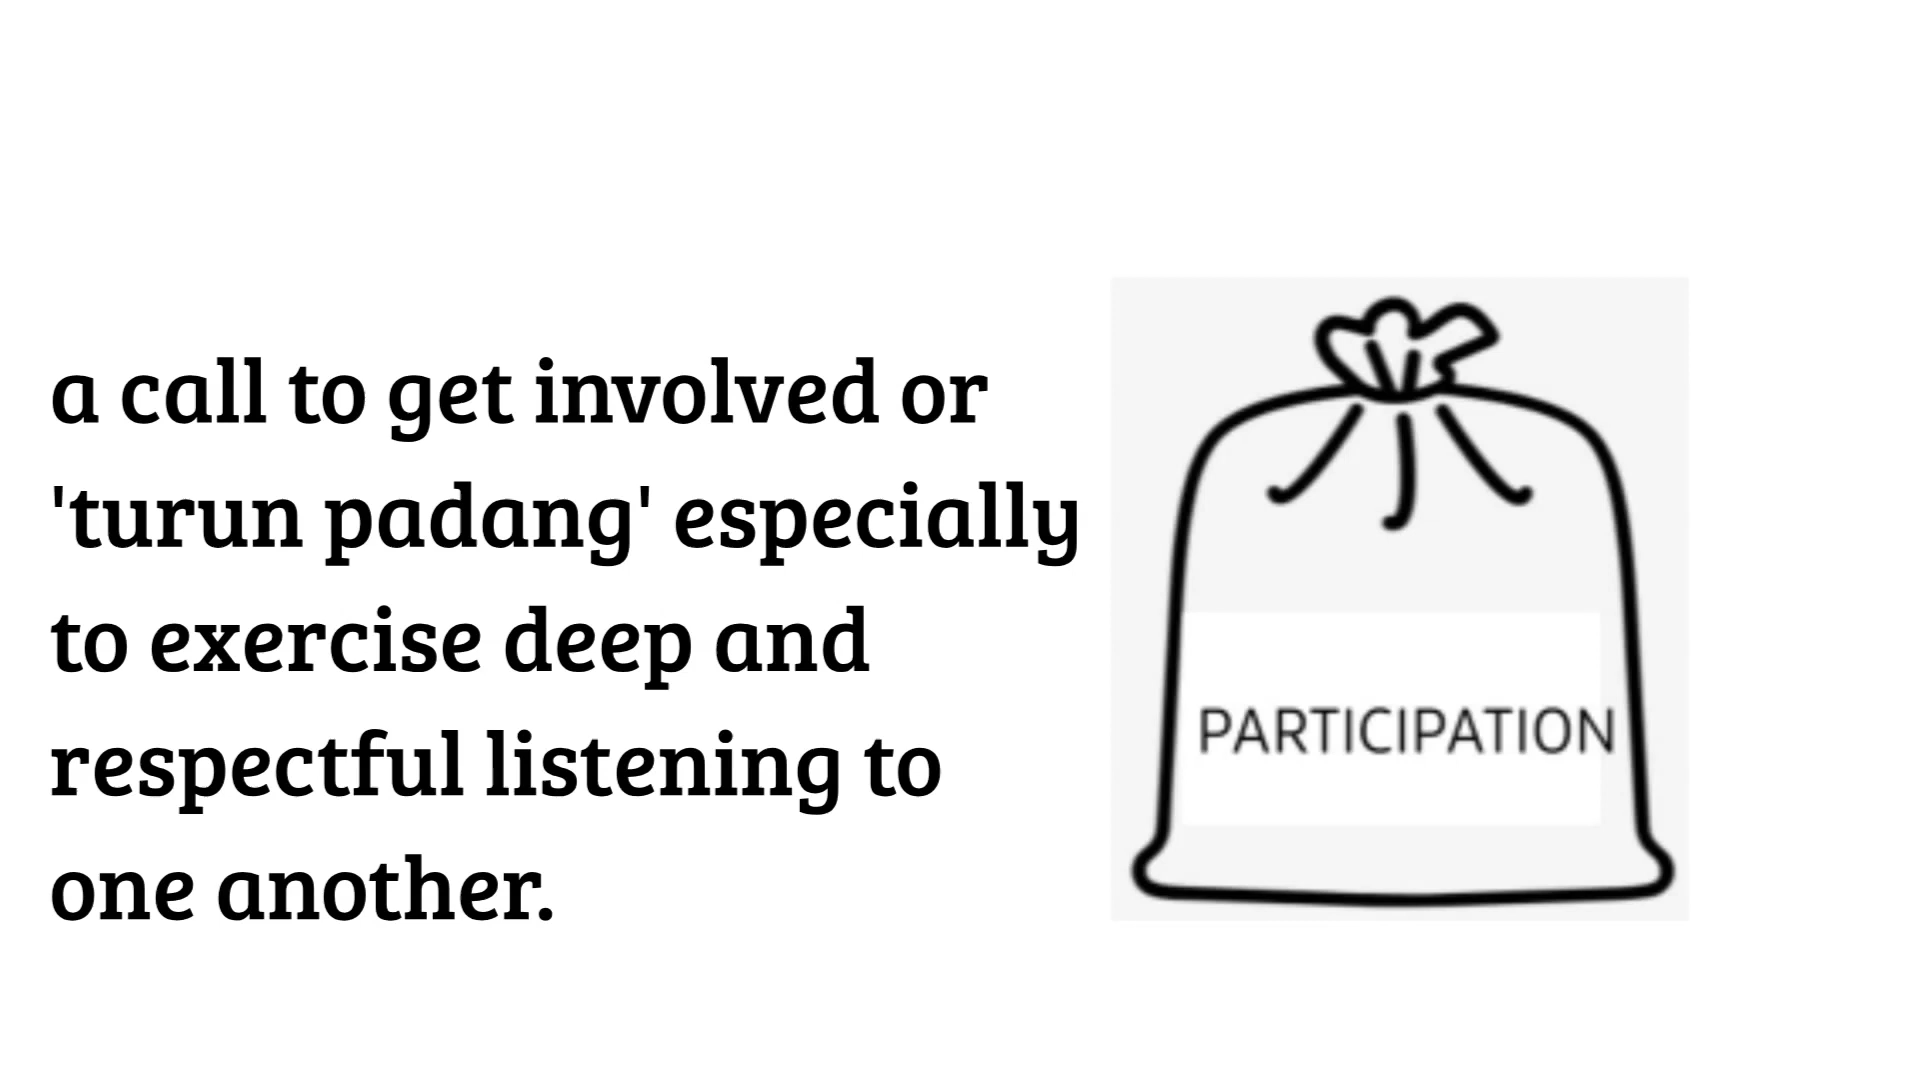 a call to get involved or
'turun padang' especially
to exercise deep and
respectful listening to
one another.
PARTICIPATION